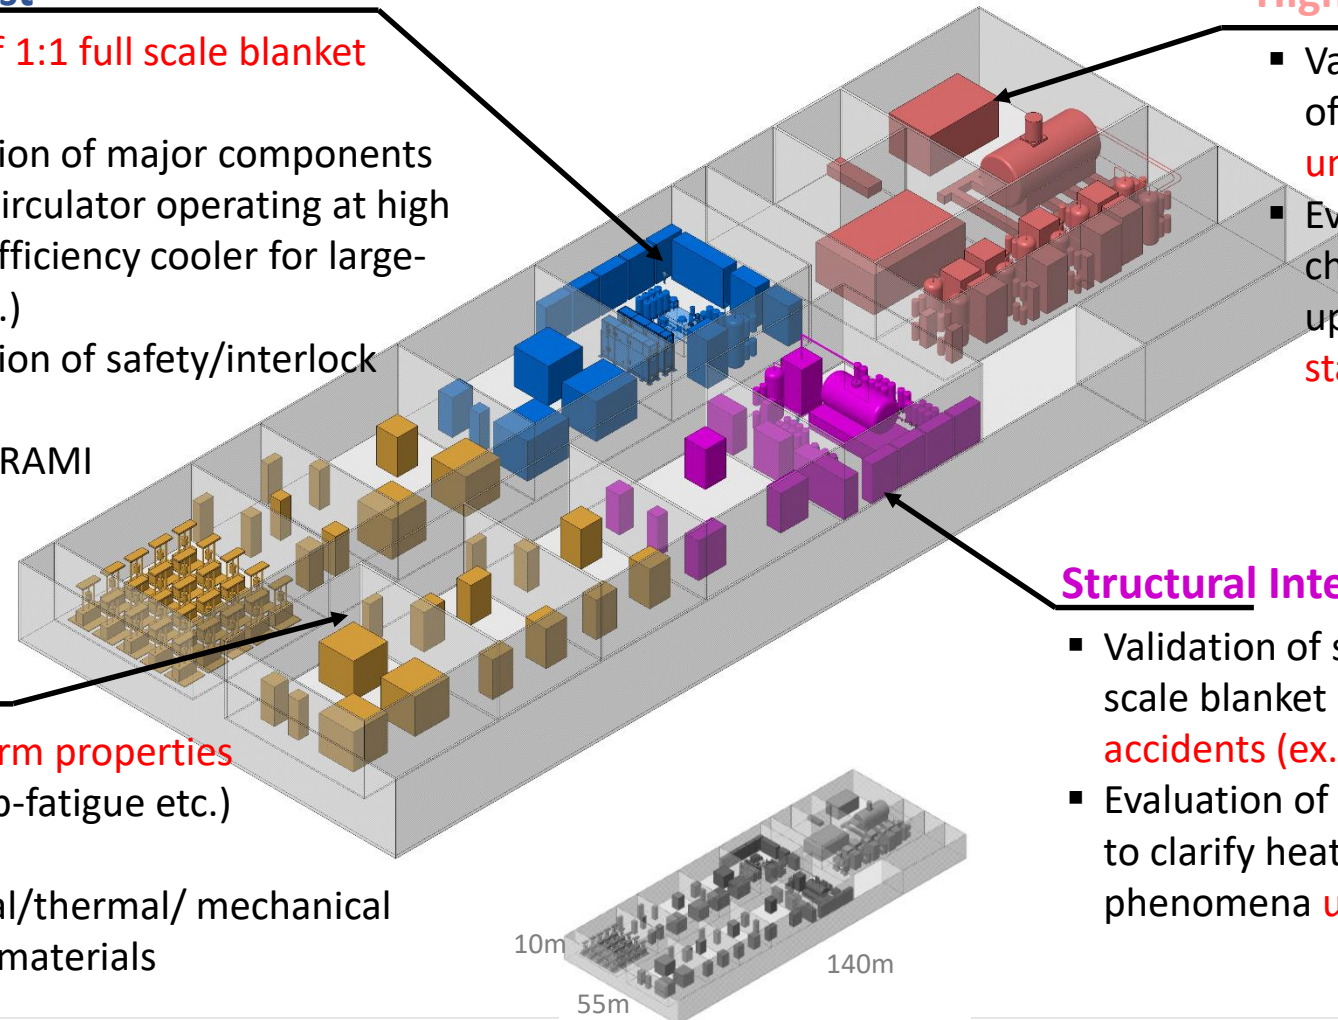 f 1:1 full scale blanket
ion of major components
irculator operating at high
fficiency cooler for large-
.)
ion of safety/interlock
RAMI
rm properties
-fatigue etc.)
al/thermal/ mechanical
materials
High
▪ Va
of
un
▪ Ev
ch
up
sta
Structural Inte
▪ Validation of s
scale blanket
accidents (ex.
▪ Evaluation of
to clarify heat
phenomena u
10m
55m
140m